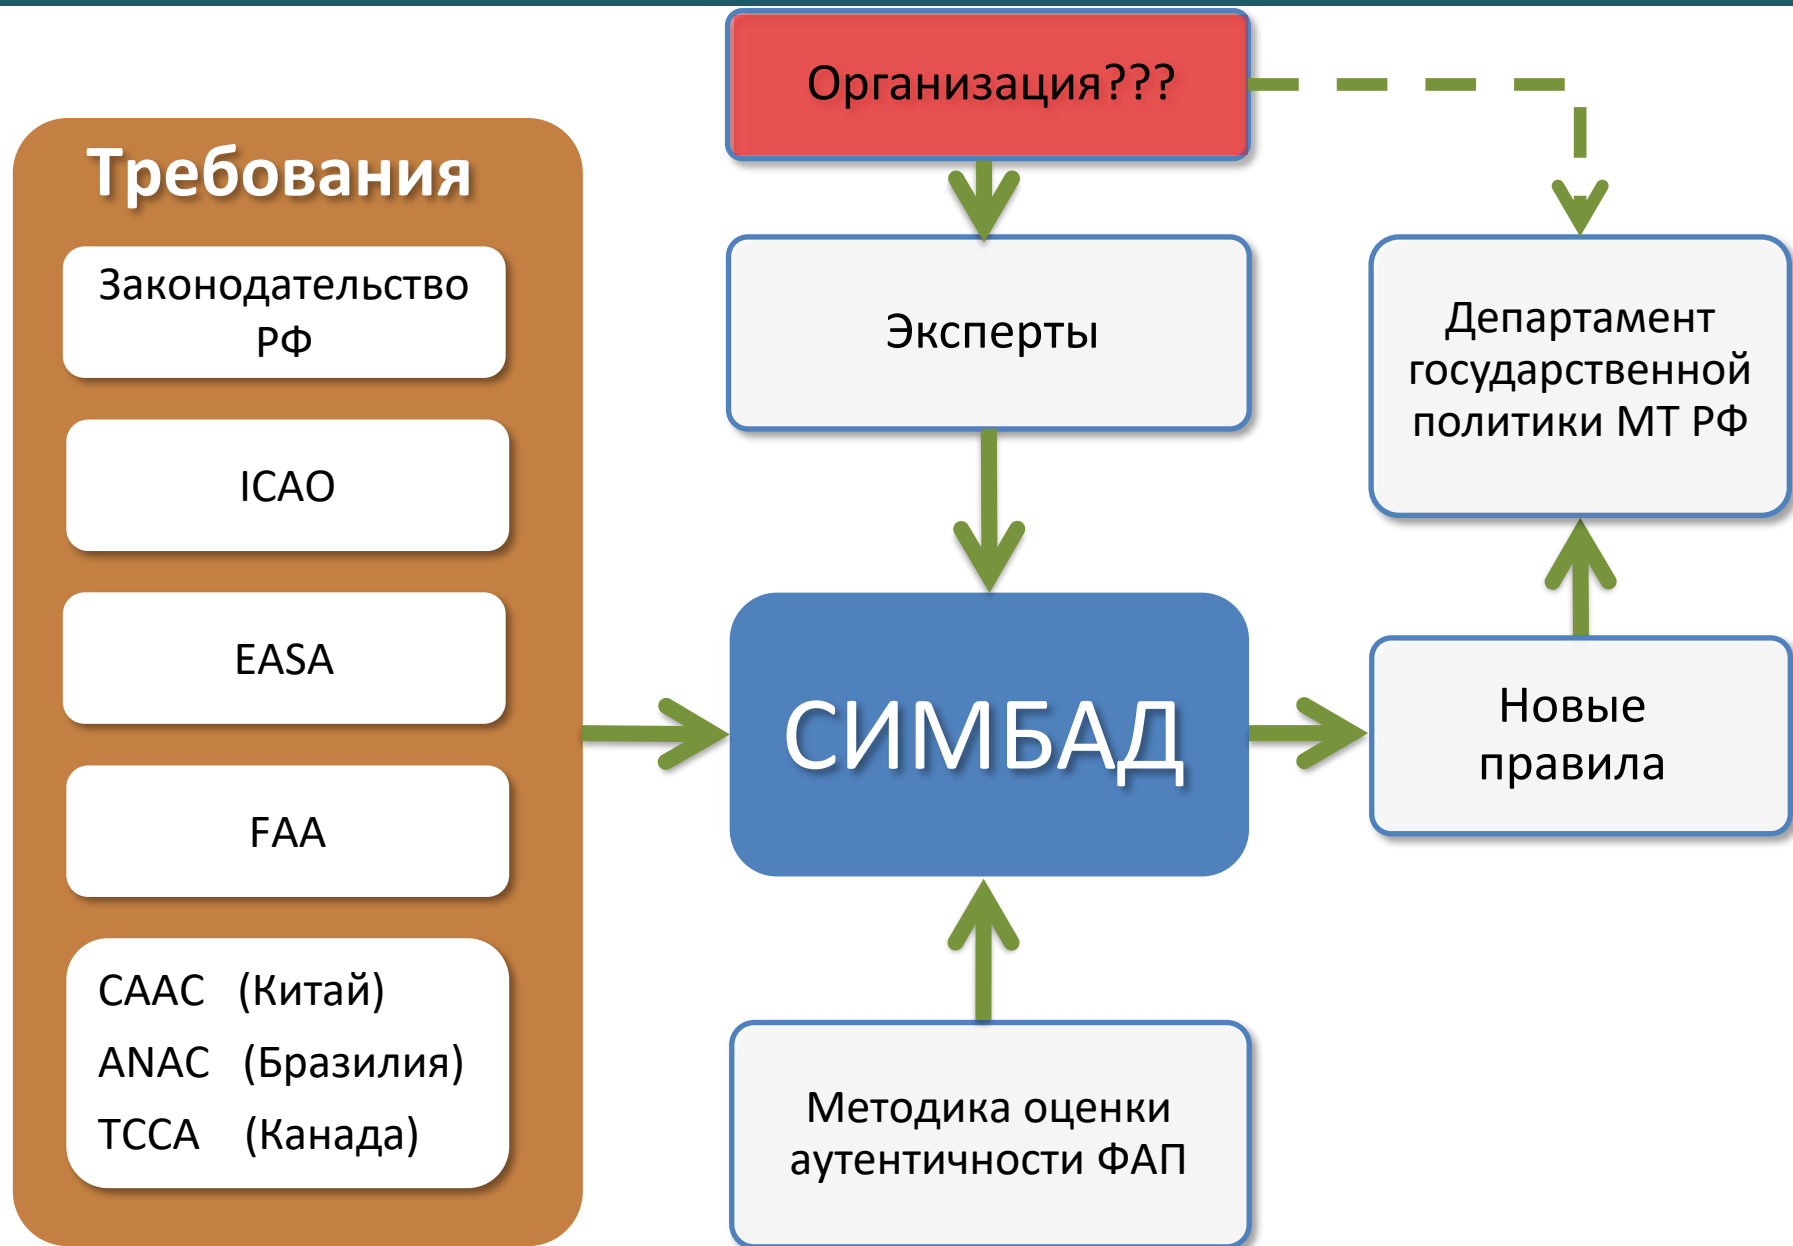 Организация???
Требования
Законодательство
РФ
ICAO
EASA
FAA
CAAC (Китай)
ANAC (Бразилия)
TCCA (Канада)
Эксперты
СИМБАД
Методика оценки
аутентичности ФАП
Департамент
государственной
политики МТ РФ
Новые
правила